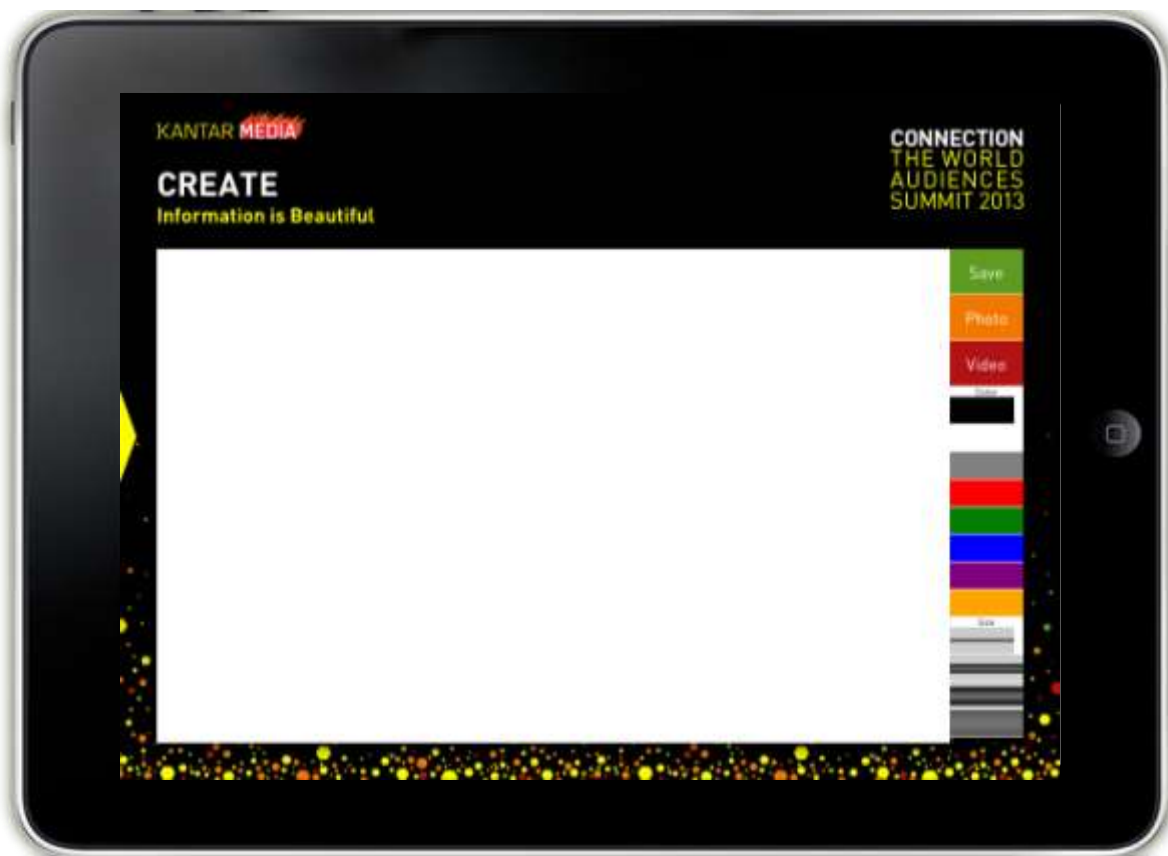 KANTAR MEDIA
CREATE
Information is Beautiful
CONNECTION
THE WORLD
AUDIENCES
SUMMIT 2013
Save
Photo
Video